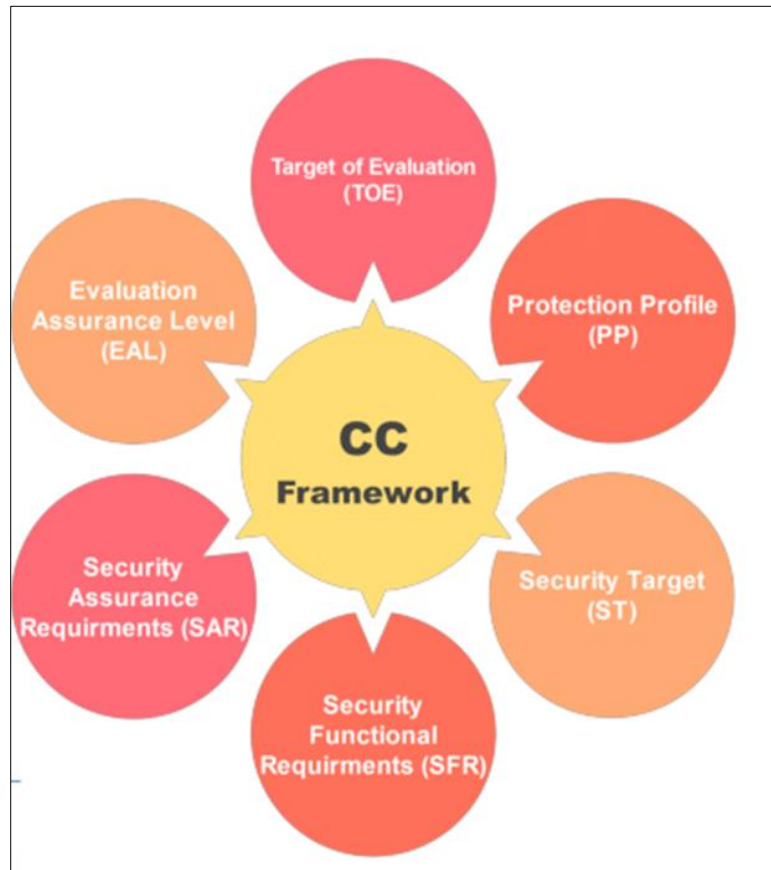 Target of Evaluation
(TOE)
Evaluation
Assurance Level
(EAL)
Protection Profile
(PP)
CC
Framework
Security
Assurance
Requirments (SAR)
Security Target
(ST)
Security
Functional
Requirments (SFR)